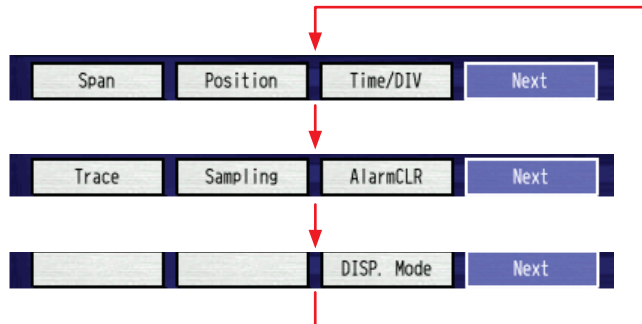 Span Position Time/DIV Next
Trace Sampling AlarmCLR Next
DISP. Mode Next